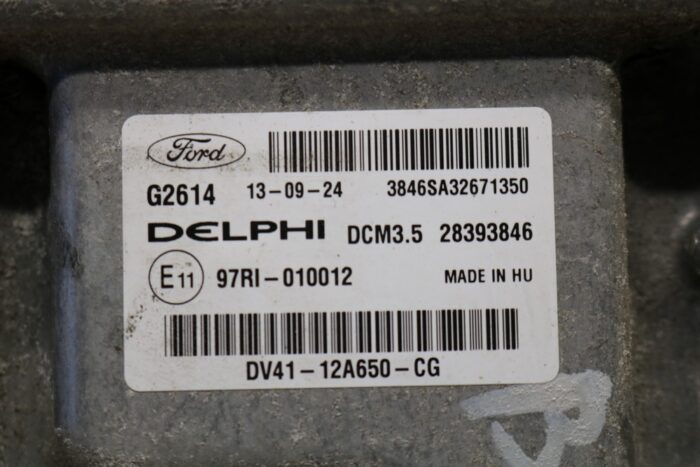 Ford
G2614 13-09-24 3846SA32671350
DELPHI DCM3.5 28393846
E11 97RI-010012 MADE IN HU
DV41-12A650-CG